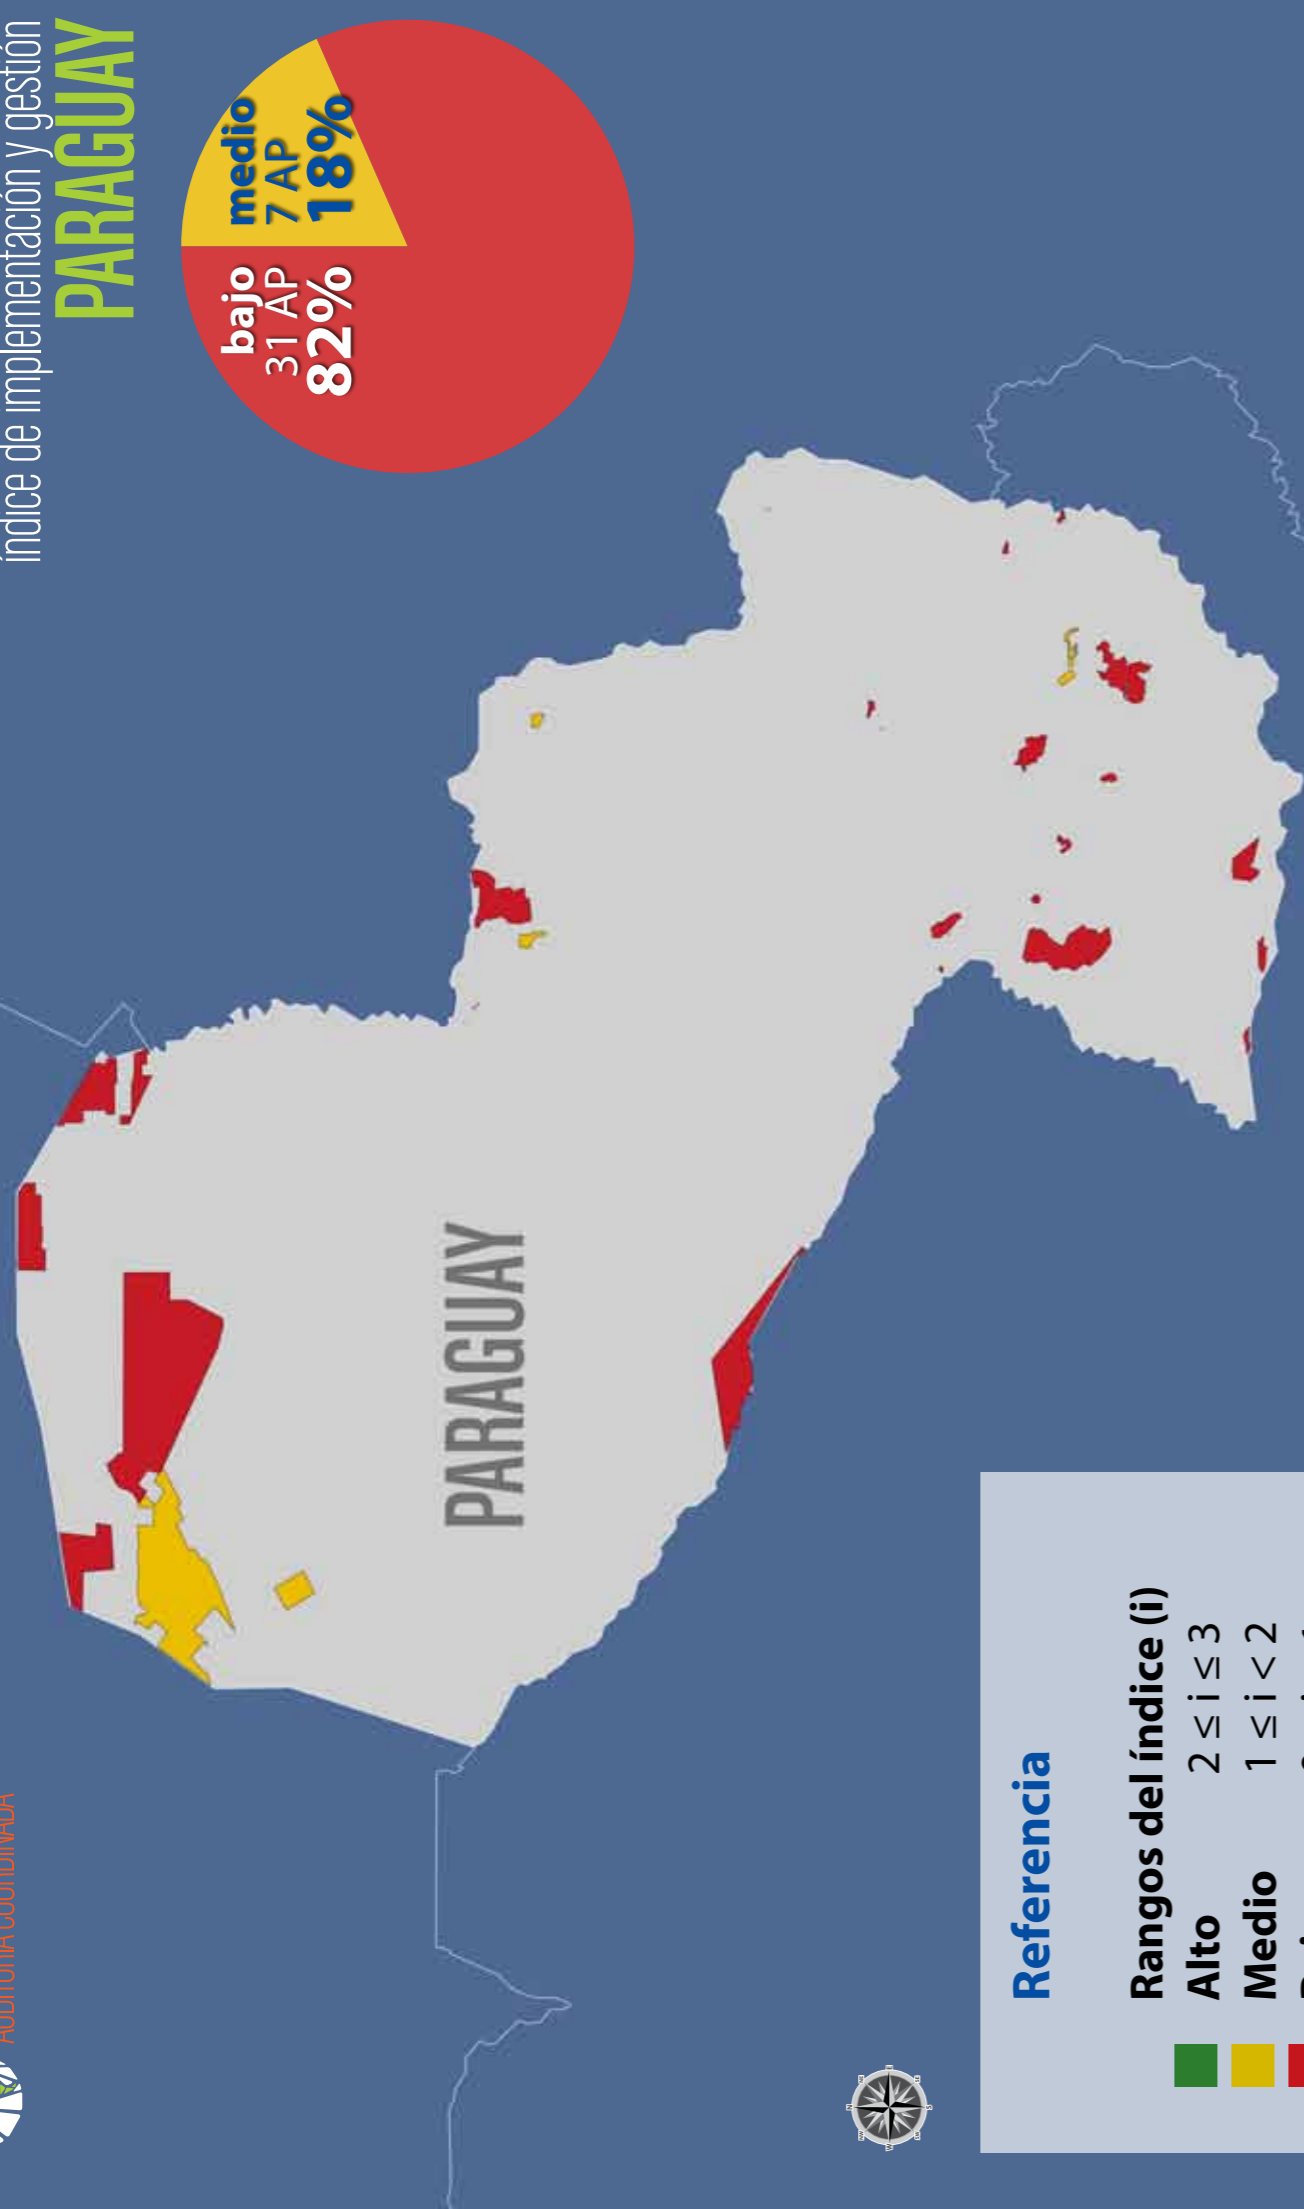 AUDITORIA COORDINADA
índice de implementación y gestión
PARAGUAY
bajo
31 AP
82%
medio
7 AP
18%
PARAGUAY
Referencia
Rangos del índice (i)
Alto 2 ≤ i ≤ 3
Medio 1 ≤ i < 2